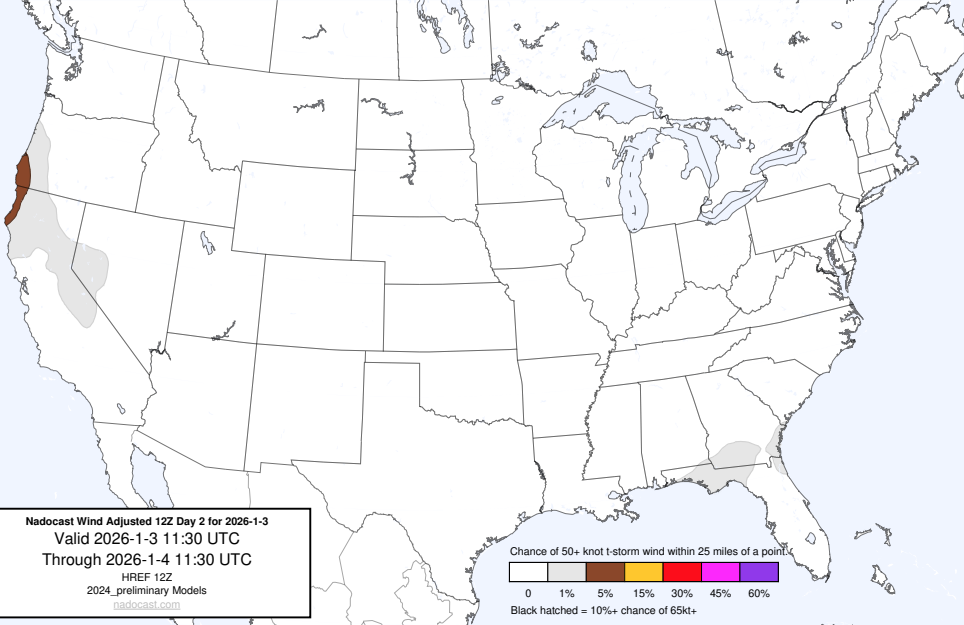 Nadocast Wind Adjusted 12Z Day 2 for 2026-1-3
Valid 2026-1-3 11:30 UTC
Through 2026-1-4 11:30 UTC
HREF 12Z
2024_preliminary Models
nadocast.com
Chance of 50+ knot t-storm wind within 25 miles of a point.
0 1% 5% 15% 30% 45% 60%
Black hatched = 10%+ chance of 65kt+